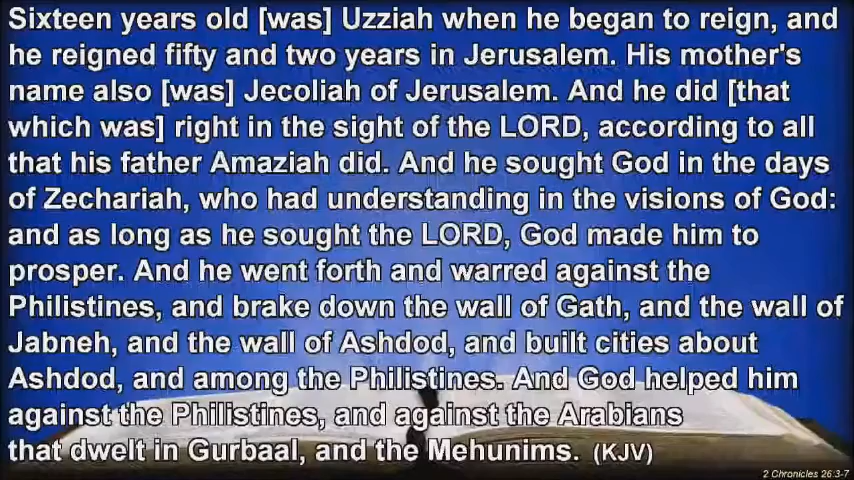 Sixteen years old [was] Uzziah when he began to reign, and
he reigned fifty and two years in Jerusalem. His mother's
name also [was] Jecoliah of Jerusalem. And he did [that
which was] right in the sight of the LORD, according to all
that his father Amaziah did. And he sought God in the days
of Zechariah, who had understanding in the visions of God:
and as long as he sought the LORD, God made him to
prosper. And he went forth and warred against the
Philistines, and brake down the wall of Gath, and the wall of
Jabneh, and the wall of Ashdod, and built cities about
Ashdod, and among the Philistines. And God helped him
against the Philistines, and against the Arabians
that dwelt in Gurbaal, and the Mehunims. (KJV)
2 Chronicles 26:3-7